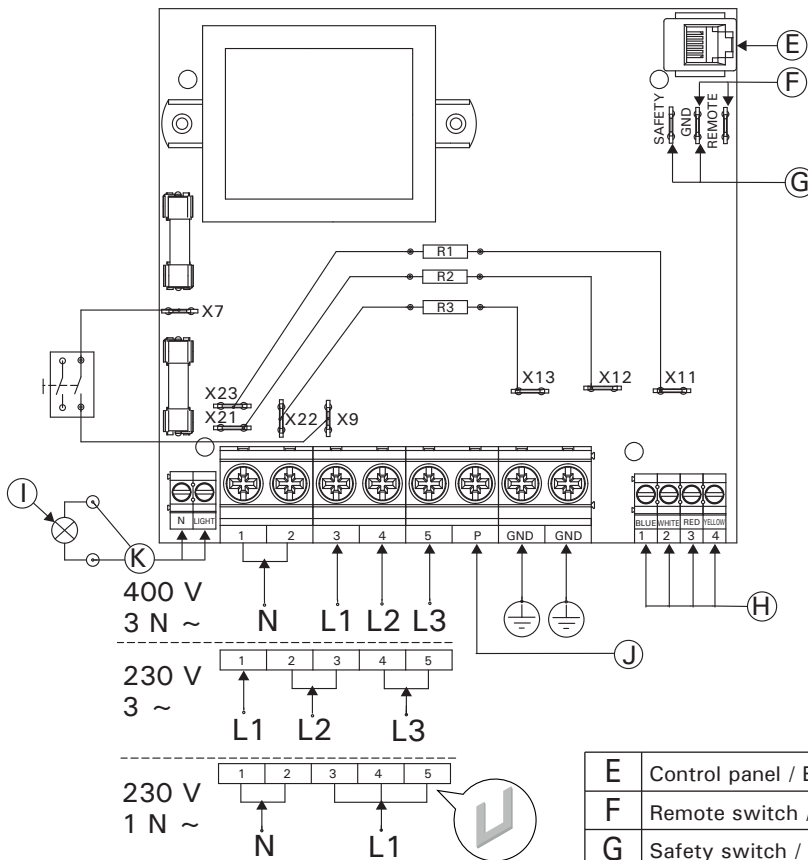 E
F
SAFETY
GND
REMOTE
G
R1
R2
R3
X7
X23
X21
X22
X9
X13
X12
X11
I
K
N LIGHT
1 2 3 4 5 P GND GND
BLUE WHITE RED YELLOW
1 2 3 4
H
J
400 V
3 N ~
N L1 L2 L3
230 V
3 ~
1 2 3 4 5
L1 L2 L3
230 V
1 N ~
1 2 3 4 5
N L1
E Control panel /
F Remote switch /
G Safety switch /